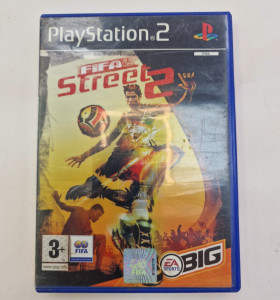 PlayStation 2
FIFA
Street 2
3+
EA
SPORTS
BIG
FIFA